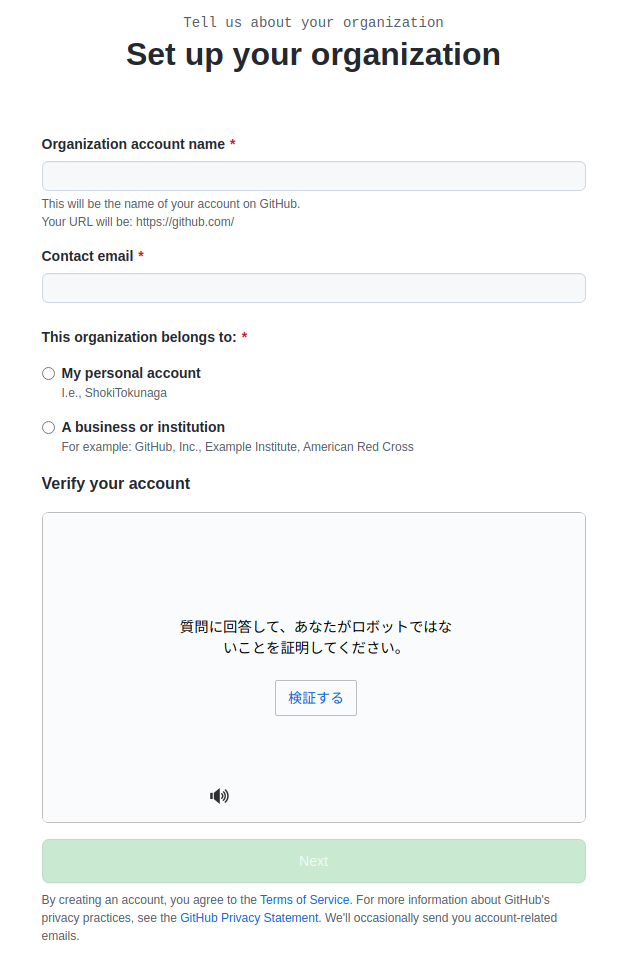 Tell us about your organization
Set up your organization
Organization account name *
This will be the name of your account on GitHub.
Your URL will be: https://github.com/
Contact email *
This organization belongs to: *
My personal account
I.e., ShokiTokunaga
A business or institution
For example: GitHub, Inc., Example Institute, American Red Cross
Verify your account
質問に回答して、あなたがロボットではな
いことを証明してください。
検証する
Next
By creating an account, you agree to the Terms of Service. For more information about GitHub's
privacy practices, see the GitHub Privacy Statement. We'll occasionally send you account-related
emails.